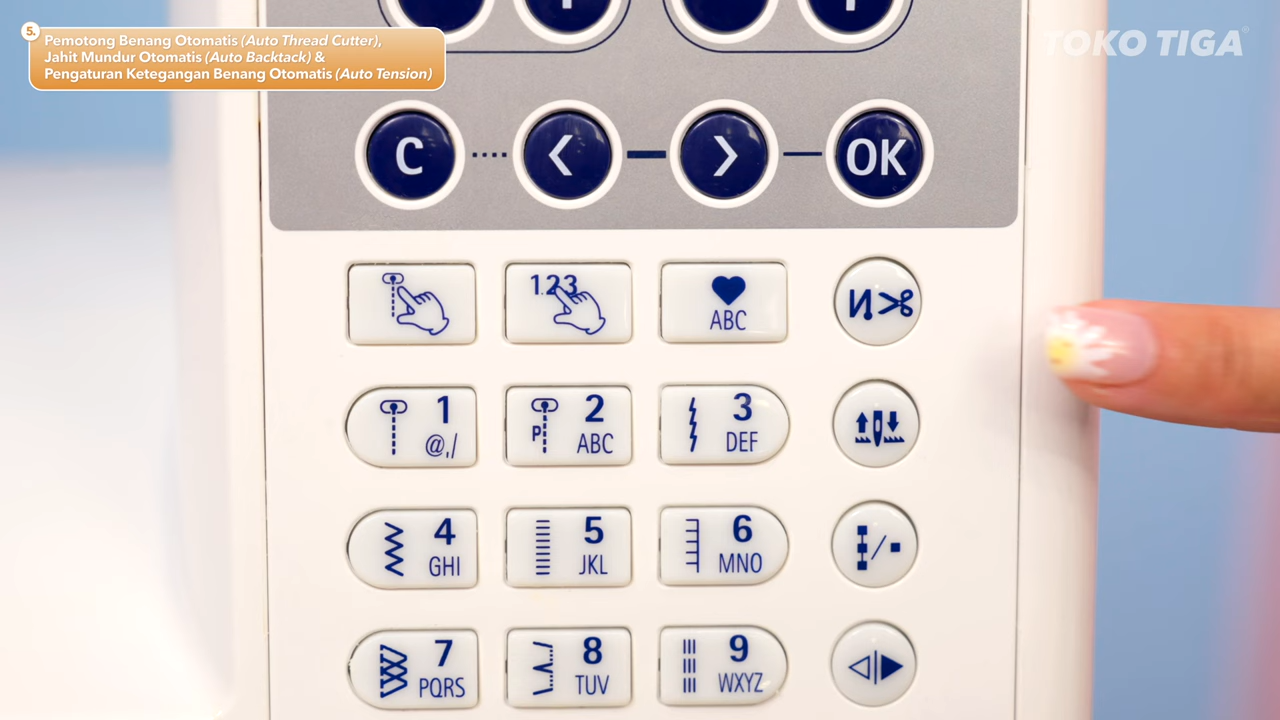 5.
Pemotong Benang Otomatis (Auto Thread Cutter),
Jahit Mundur Otomatis (Auto Backtack) &
Pengaturan Ketegangan Benang Otomatis (Auto Tension)
TOKO TIGA®
C < > OK
1.2.3
ABC
1
@,/
P
2
ABC
3
DEF
4
GHI
5
JKL
6
MNO
7
PQRS
8
TUV
9
WXYZ